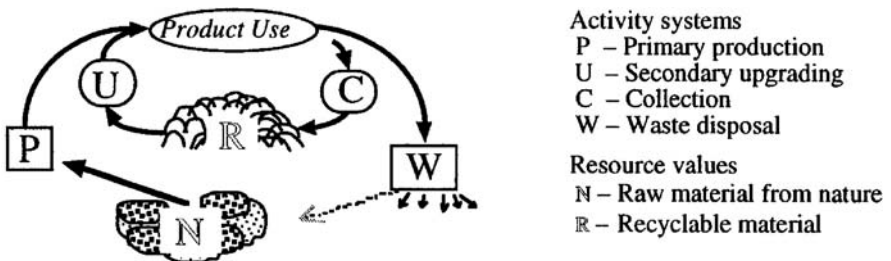 Product Use
U
C
R
P
W
N
Activity systems
P – Primary production
U – Secondary upgrading
C – Collection
W – Waste disposal
Resource values
ℕ – Raw material from nature
ℝ – Recyclable material